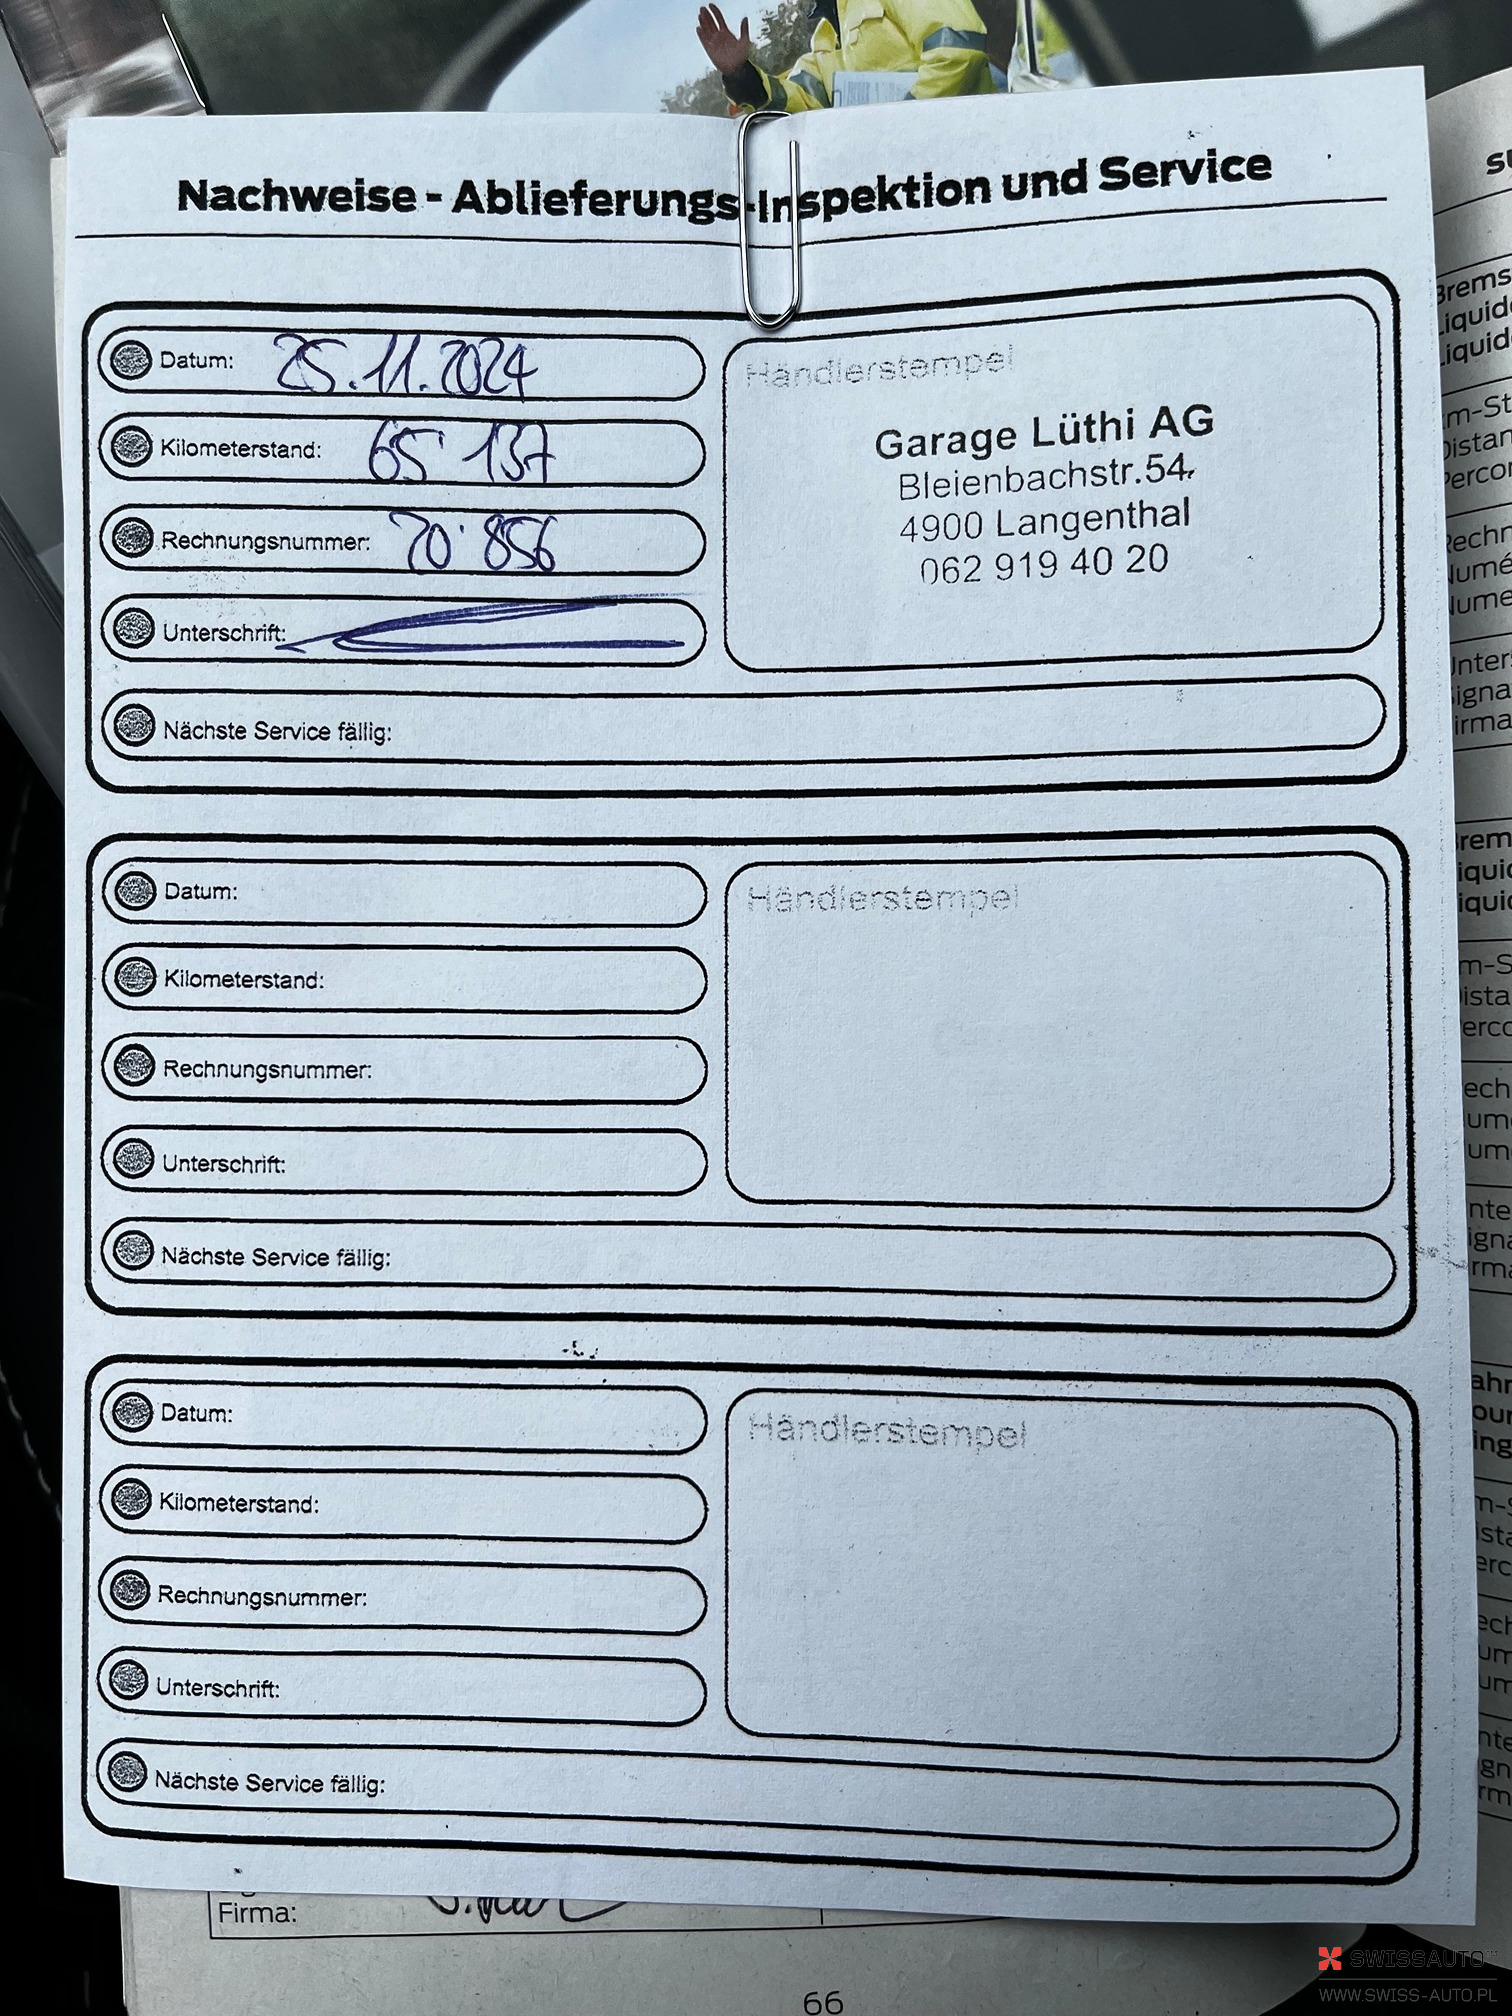 Nachweise - Ablieferungs-Inspektion und Service
Datum: 25.11.2024
Kilometerstand: 65'137
Rechnungsnummer: 70'856
Unterschrift:
Nächste Service fällig:
Händlerstempel
Garage Lüthi AG
Bleienbachstr.54
4900 Langenthal
062 919 40 20
Datum:
Kilometerstand:
Rechnungsnummer:
Unterschrift:
Nächste Service fällig:
Händlerstempel
Datum:
Kilometerstand:
Rechnungsnummer:
Unterschrift:
Nächste Service fällig:
Händlerstempel
Firma:
66
SWISSAUTO
WWW.SWISS-AUTO.PL